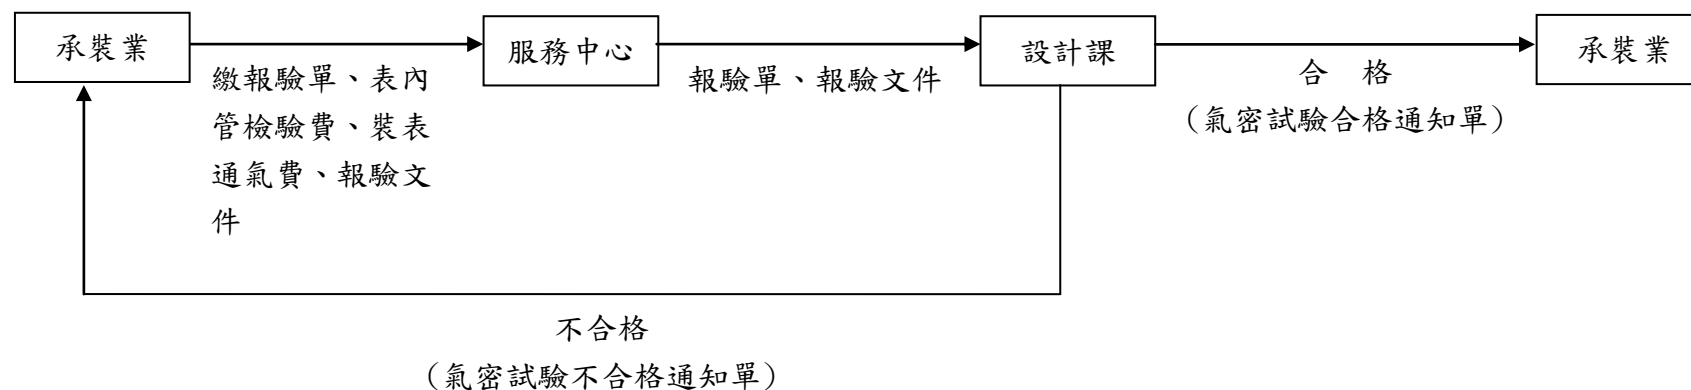 承裝業
服務中心
設計課
承裝業
繳報驗單、表內
管檢驗費、裝表
通氣費、報驗文
件
報驗單、報驗文件
合 格
（氣密試驗合格通知單）
不合格
（氣密試驗不合格通知單）